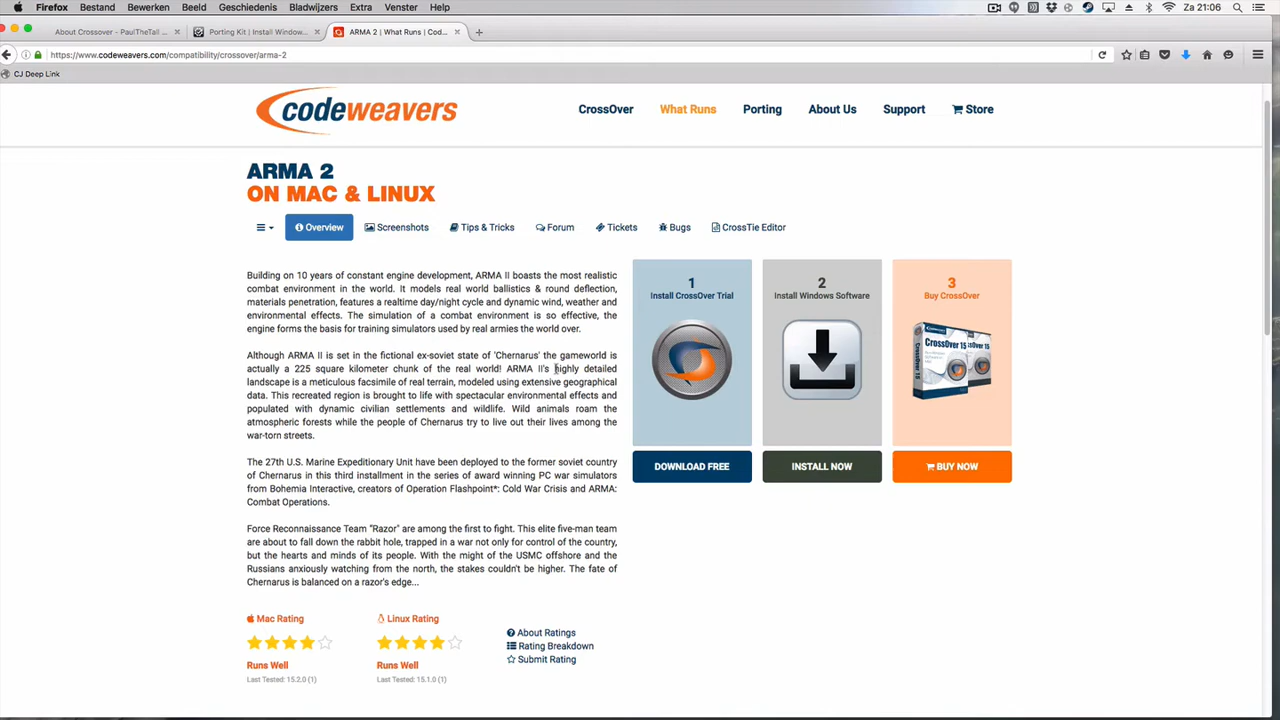 Firefox Bestand Bewerken Beeld Geschiedenis Bladwijzers Extra Venster Help Za 21:06
About Crossover - PaulTheTall ... Porting Kit | Install Window... ARMA 2 | What Runs | Cod...
https://www.codeweavers.com/compatibility/crossover/arma-2
CJ Deep Link
codeweavers CrossOver What Runs Porting About Us Support Store
ARMA 2
ON MAC & LINUX
Overview Screenshots Tips & Tricks Forum Tickets Bugs CrossTie Editor
Building on 10 years of constant engine development, ARMA II boasts the most realistic
combat environment in the world. It models real world ballistics & round deflection,
materials penetration, features a realtime day/night cycle and dynamic wind, weather and
environmental effects. The simulation of a combat environment is so effective, the
engine forms the basis for training simulators used by real armies the world over.
Although ARMA II is set in the fictional ex-soviet state of 'Chernarus' the gameworld is
actually a 225 square kilometer chunk of the real world! ARMA II's highly detailed
landscape is a meticulous facsimile of real terrain, modeled using extensive geographical
data. This recreated region is brought to life with spectacular environmental effects and
populated with dynamic civilian settlements and wildlife. Wild animals roam the
atmospheric forests while the people of Chernarus try to live out their lives among the
war-torn streets.
The 27th U.S. Marine Expeditionary Unit have been deployed to the former soviet country
of Chernarus in this third installment in the series of award winning PC war simulators
from Bohemia Interactive, creators of Operation Flashpoint*: Cold War Crisis and ARMA:
Combat Operations.
Force Reconnaissance Team "Razor" are among the first to fight. This elite five-man team
are about to fall down the rabbit hole, trapped in a war not only for control of the country,
but the hearts and minds of its people. With the might of the USMC offshore and the
Russians anxiously watching from the north, the stakes couldn't be higher. The fate of
Chernarus is balanced on a razor's edge...
1
Install CrossOver Trial
DOWNLOAD FREE
2
Install Windows Software
INSTALL NOW
3
Buy CrossOver
CrossOver 15
BUY NOW
Mac Rating
Runs Well
Last Tested: 15.2.0 (1)
Linux Rating
Runs Well
Last Tested: 15.1.0 (1)
About Ratings
Rating Breakdown
Submit Rating